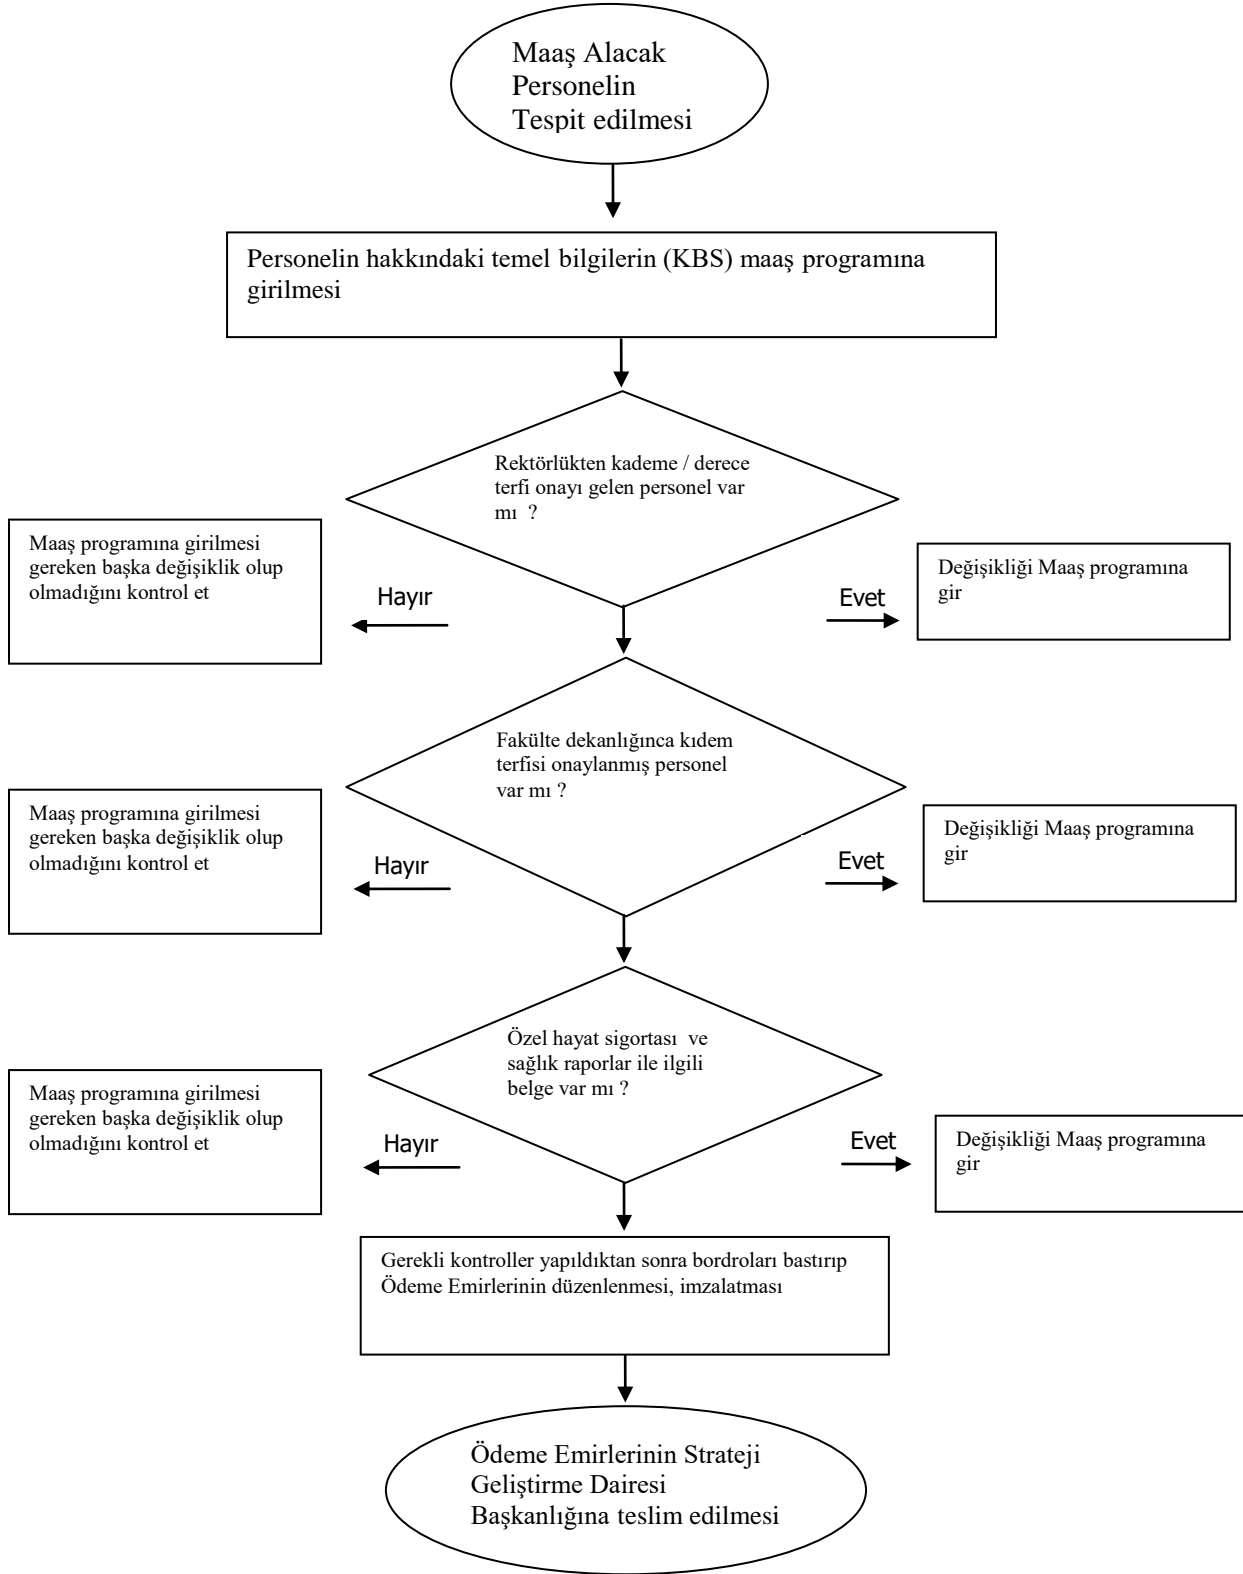 Maaş Alacak
Personelin
Tespit edilmesi
Personelin hakkındaki temel bilgilerin (KBS) maaş programına
girilmesi
Rektörlükten kademe / derece
terfi onayı gelen personel var
mı  ?
Maaş programına girilmesi
gereken başka değişiklik olup
olmadığını kontrol et
Hayır
Evet
Değişikliği Maaş programına
gir
Fakülte dekanlığınca kıdem
terfisi onaylanmış personel
var mı ?
Maaş programına girilmesi
gereken başka değişiklik olup
olmadığını kontrol et
Hayır
Evet
Değişikliği Maaş programına
gir
Özel hayat sigortası  ve
sağlık raporlar ile ilgili
belge var mı ?
Maaş programına girilmesi
gereken başka değişiklik olup
olmadığını kontrol et
Hayır
Evet
Değişikliği Maaş programına
gir
Gerekli kontroller yapıldıktan sonra bordroları bastırıp
Ödeme Emirlerinin düzenlenmesi, imzalatması
Ödeme Emirlerinin Strateji
Geliştirme Dairesi
Başkanlığına teslim edilmesi